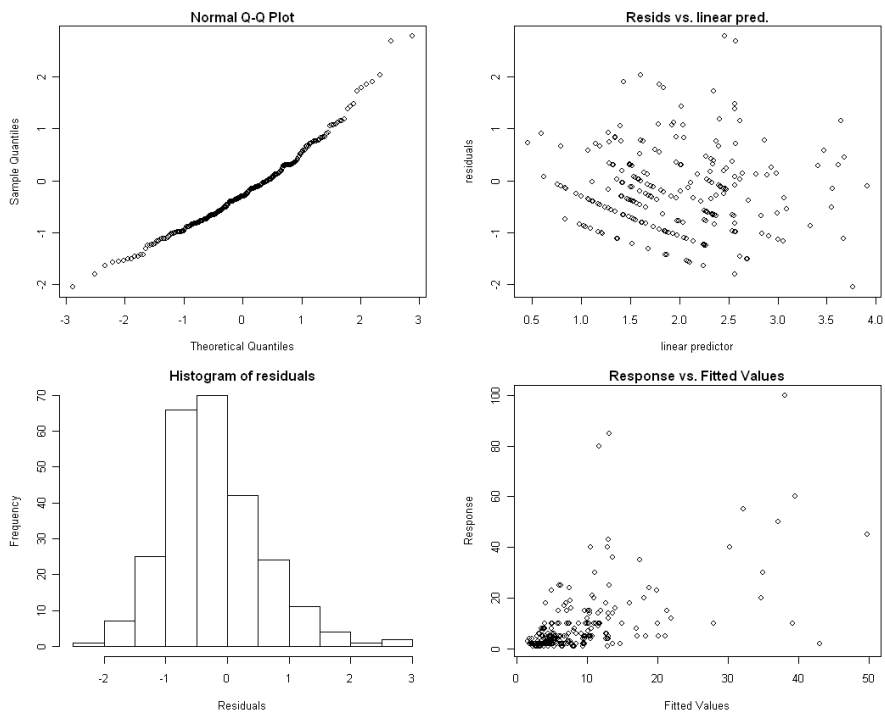 Normal Q-Q Plot
Sample Quantiles
2
1
0
-1
-2
-3 -2 -1 0 1 2 3
Theoretical Quantiles
Resids vs. linear pred.
residuals
2
1
0
-1
-2
0.5 1.0 1.5 2.0 2.5 3.0 3.5 4.0
linear predictor
Histogram of residuals
Frequency
70
60
50
40
30
20
10
0
-2 -1 0 1 2 3
Residuals
Response vs. Fitted Values
Response
100
80
60
40
20
0
0 10 20 30 40 50
Fitted Values